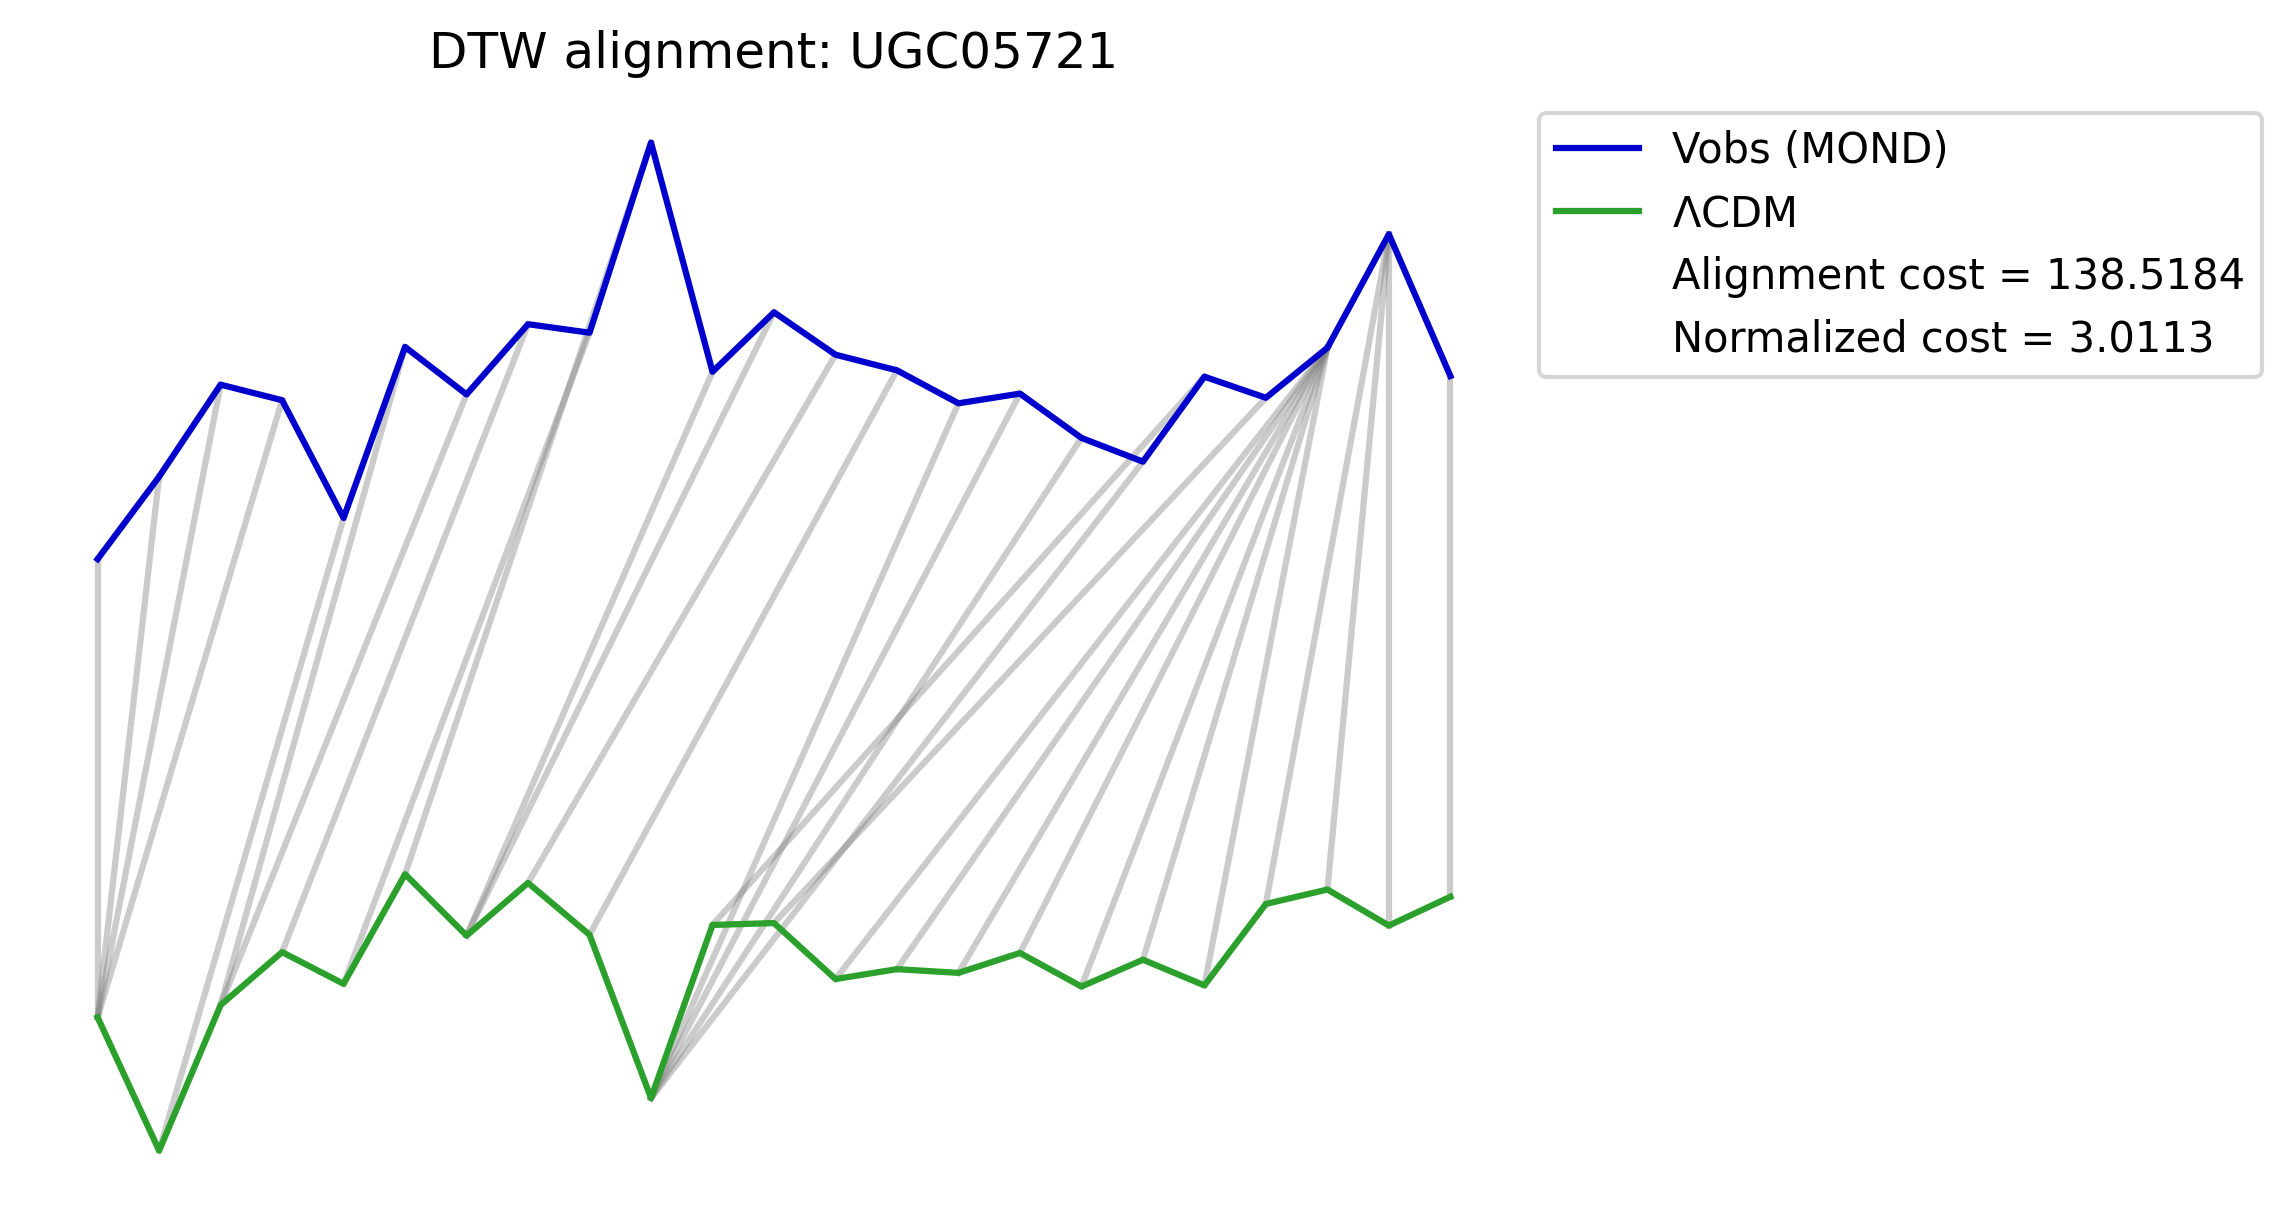 DTW alignment: UGC05721
Vobs (MOND)
ΛCDM
Alignment cost = 138.5184
Normalized cost = 3.0113